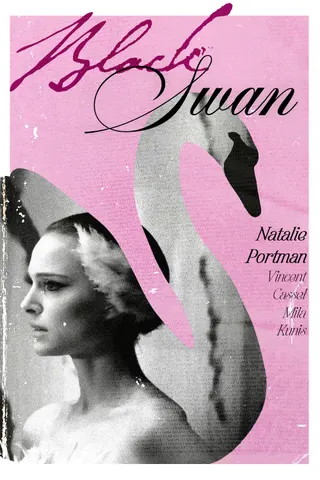 Black
Swan
Natalie
Portman
Vincent
Cassel
Mila
Kunis